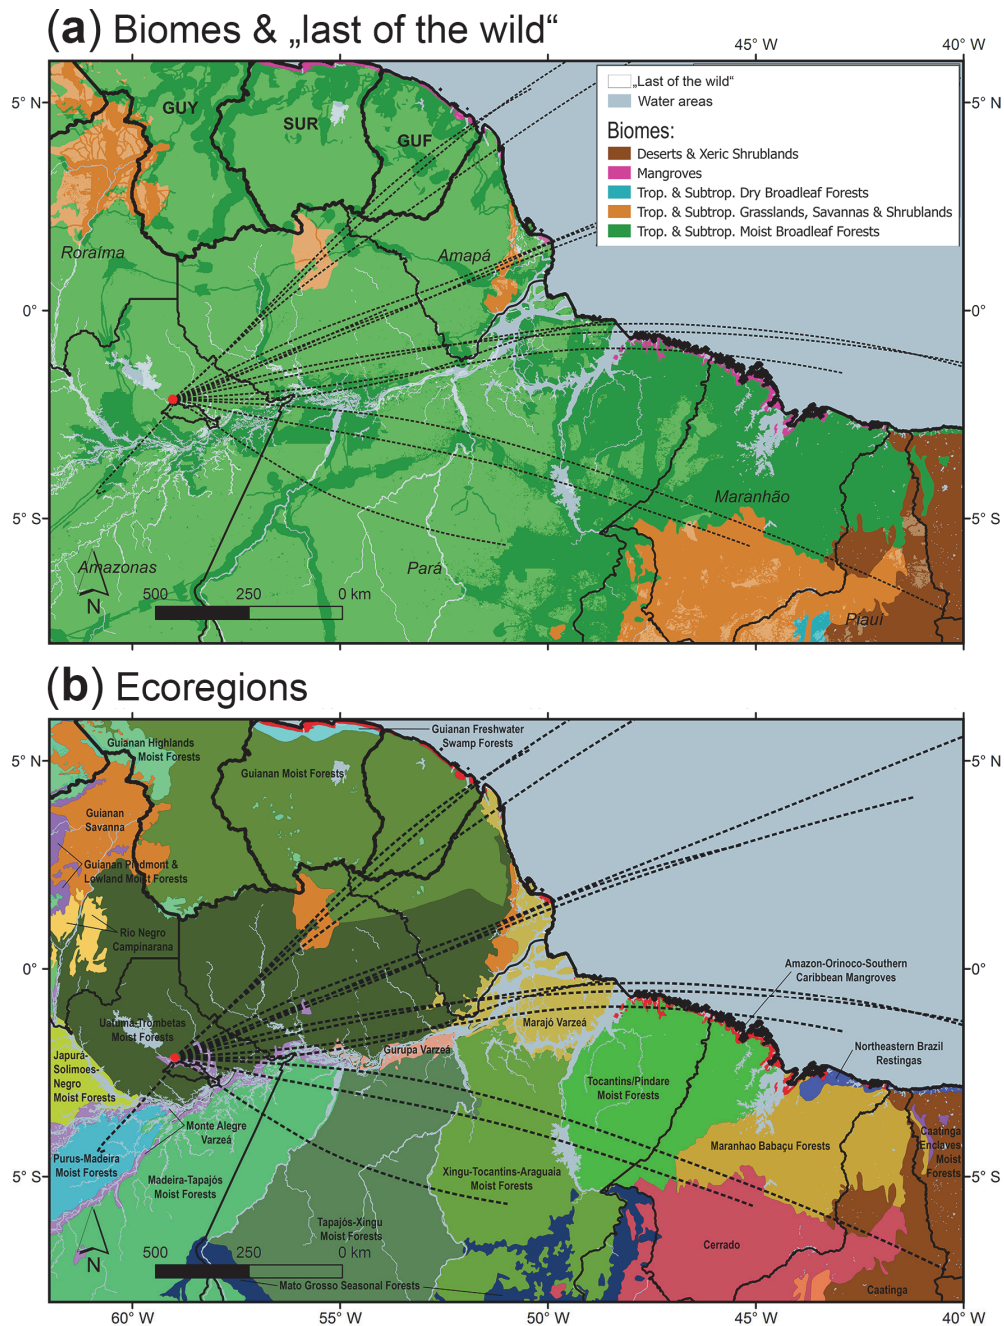 (a) Biomes & „last of the wild“
45° W
40° W
5° N
GUY
SUR
GUF
„Last of the wild“
Water areas
5° N
Biomes:
Deserts & Xeric Shrublands
Mangroves
Trop. & Subtrop. Dry Broadleaf Forests
Trop. & Subtrop. Grasslands, Savannas & Shrublands
Trop. & Subtrop. Moist Broadleaf Forests
Roraíma
Amapá
0°
0°
Maranhão
5° S
5° S
Amazonas
Pará
Piauí
N
500
250
0 km
(b) Ecoregions
Guianan Freshwater
Swamp Forests
Guianan Highlands
Moist Forests
5° N
5° N
Guianan Moist Forests
Guianan
Savanna
Guianan Piedmont &
Lowland Moist Forests
Rio Negro
Campinarana
0°
0°
Amazon-Orinoco-Southern
Caribbean Mangroves
Uatuma-Trombetas
Moist Forests
Marajó Varzeá
Gurupa Varzeá
Northeastern Brazil
Restingas
Japurá-
Solimoes-
Negro
Moist Forests
Tocantins/Pindare
Moist Forests
Monte Alegre
Varzeá
Caatinga
Enclaves
Moist
Forests
Maranhao Babaçu Forests
Purus-Madeira
Moist Forests
Xingu-Tocantins-Araguaia
Moist Forests
5° S
5° S
Madeira-Tapajós
Moist Forests
Tapajós-Xingu
Moist Forests
Cerrado
N
500
250
0 km
Mato Grosso Seasonal Forests
Caatinga
60° W
55° W
50° W
45° W
40° W